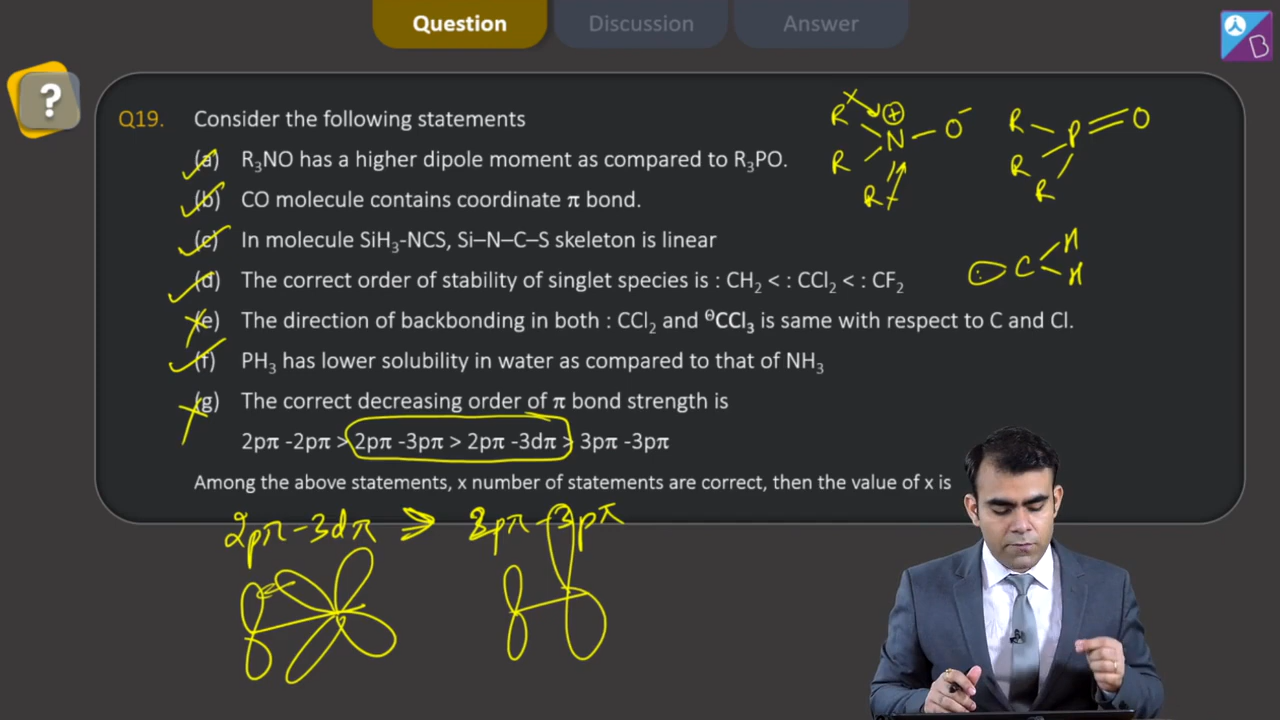 Question Discussion Answer
?
B
Q19. Consider the following statements
(a) R₃NO has a higher dipole moment as compared to R₃PO.
(b) CO molecule contains coordinate π bond.
(c) In molecule SiH₃-NCS, Si–N–C–S skeleton is linear
(d) The correct order of stability of singlet species is : CH₂ < : CCl₂ < : CF₂
(e) The direction of backbonding in both : CCl₂ and ⊖CCl₃ is same with respect to C and Cl.
(f) PH₃ has lower solubility in water as compared to that of NH₃
(g) The correct decreasing order of π bond strength is
2pπ -2pπ > 2pπ -3pπ > 2pπ -3dπ > 3pπ -3pπ
Among the above statements, x number of statements are correct, then the value of x is
R ⊕ R
N – O⁻ P = O
R R
R R
C H
H
2pπ-3dπ > 2pπ-3pπ